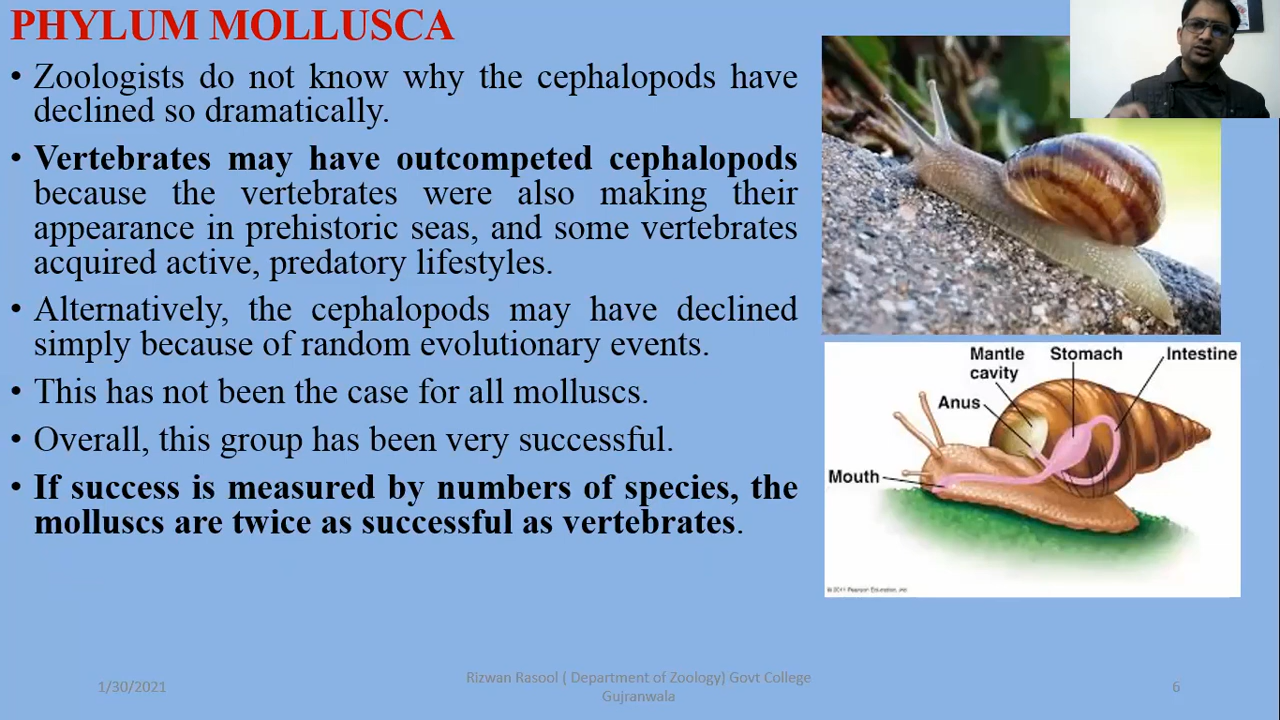 PHYLUM MOLLUSCA
• Zoologists do not know why the cephalopods have
declined so dramatically.
• Vertebrates may have outcompeted cephalopods
because the vertebrates were also making their
appearance in prehistoric seas, and some vertebrates
acquired active, predatory lifestyles.
• Alternatively, the cephalopods may have declined
simply because of random evolutionary events.
• This has not been the case for all molluscs.
• Overall, this group has been very successful.
• If success is measured by numbers of species, the
molluscs are twice as successful as vertebrates.
Mantle
cavity
Stomach
Intestine
Anus
Mouth
© 2011 Pearson Education, Inc.
1/30/2021
Rizwan Rasool ( Department of Zoology) Govt College
Gujranwala
6